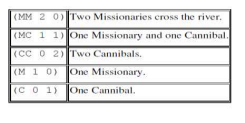 (MM 2 0) Two Missionaries cross the river.
(MC 1 1) One Missionary and one Cannibal.
(CC 0 2) Two Cannibals.
(M 1 0) One Missionary.
(C 0 1) One Cannibal.